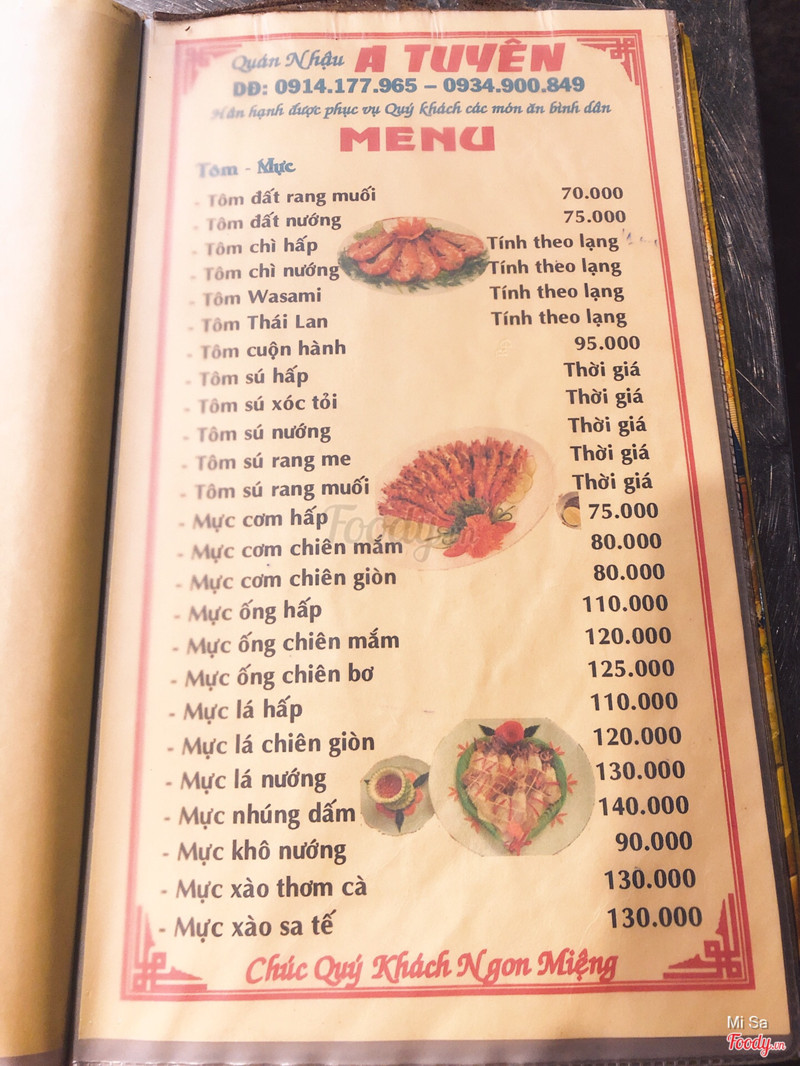 Quán Nhậu A TUYÊN
DĐ: 0914.177.965 – 0934.900.849
Hân hạnh được phục vụ Quý khách các món ăn bình dân
MENU
Tôm - Mực
- Tôm đất rang muối 70.000
- Tôm đất nướng 75.000
- Tôm chì hấp Tính theo lạng
- Tôm chì nướng Tính theo lạng
- Tôm Wasami Tính theo lạng
- Tôm Thái Lan Tính theo lạng
- Tôm cuộn hành 95.000
- Tôm sú hấp Thời giá
- Tôm sú xóc tỏi Thời giá
- Tôm sú nướng Thời giá
- Tôm sú rang me Thời giá
- Tôm sú rang muối Thời giá
- Mực cơm hấp 75.000
- Mực cơm chiên mắm 80.000
- Mực cơm chiên giòn 80.000
- Mực ống hấp 110.000
- Mực ống chiên mắm 120.000
- Mực ống chiên bơ 125.000
- Mực lá hấp 110.000
- Mực lá chiên giòn 120.000
- Mực lá nướng 130.000
- Mực nhúng dấm 140.000
- Mực khô nướng 90.000
- Mực xào thơm cà 130.000
- Mực xào sa tế 130.000
Chúc Quý Khách Ngon Miệng
Foody.vn
Mi Sa
Foody.vn